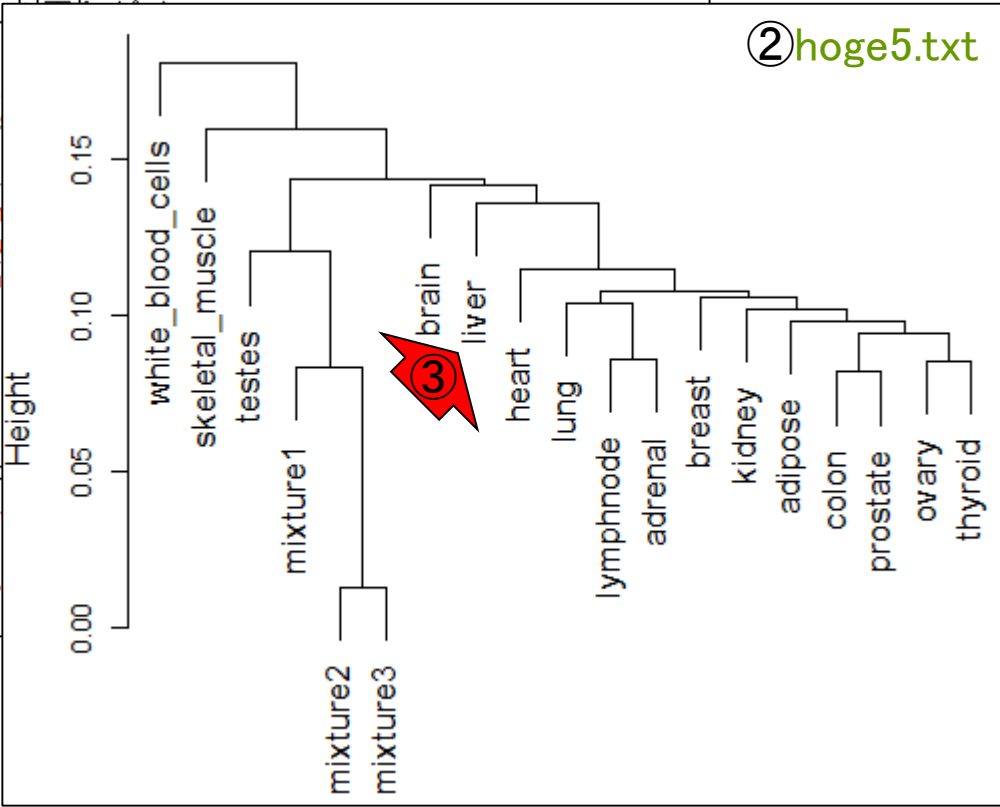 ②hoge5.txt
Height
0.15
0.10
0.05
0.00
white_blood_cells
skeletal_muscle
testes
mixture1
mixture2
mixture3
brain
liver
③
heart
lung
lymphnode
adrenal
breast
kidney
adipose
colon
prostate
ovary
thyroid